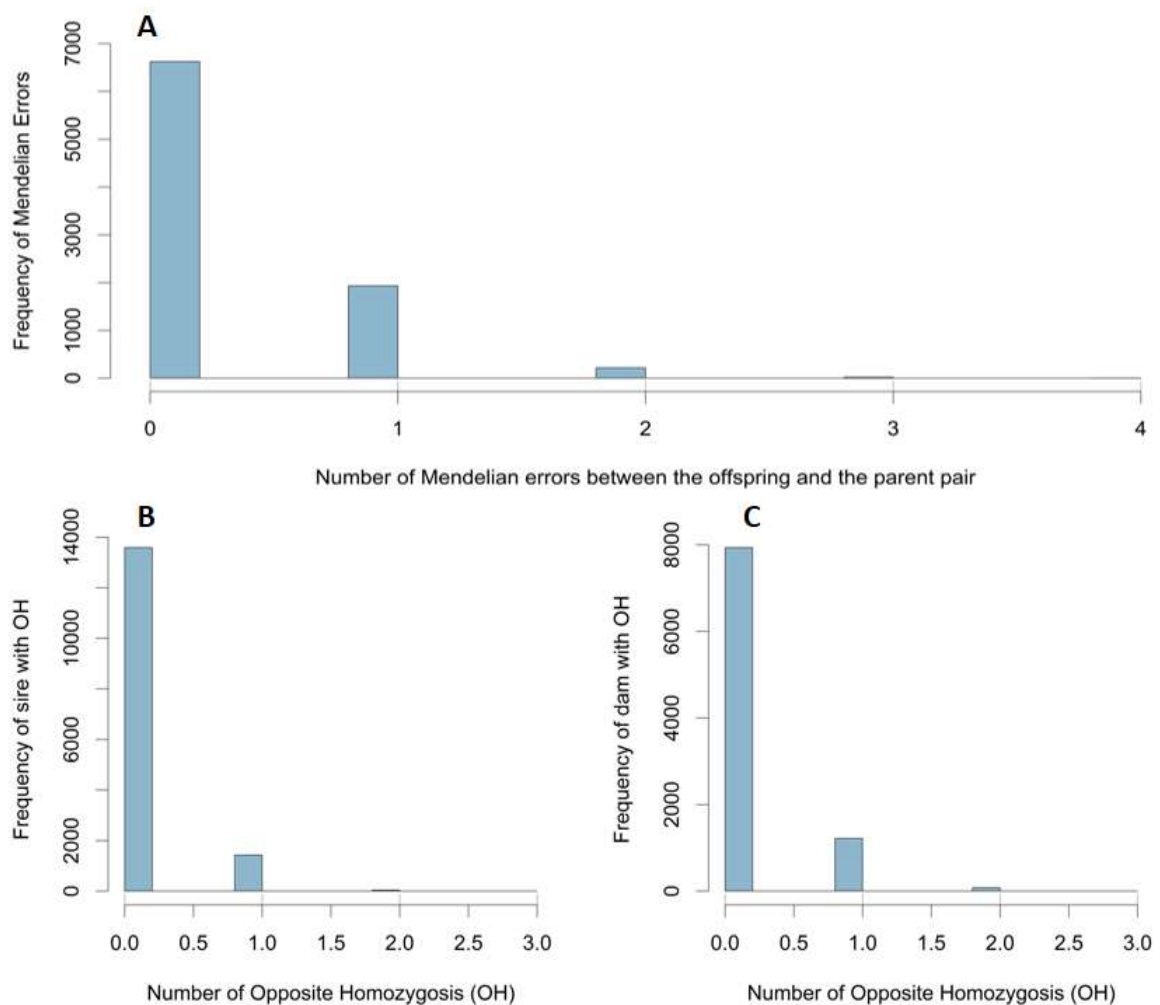 A
Frequency of Mendelian Errors
7000
5000
3000
1000
0
0 1 2 3 4
Number of Mendelian errors between the offspring and the parent pair
B
Frequency of sire with OH
14000
10000
6000
2000
0
0.0 0.5 1.0 1.5 2.0 2.5 3.0
Number of Opposite Homozygosis (OH)
C
Frequency of dam with OH
8000
6000
4000
2000
0
0.0 0.5 1.0 1.5 2.0 2.5 3.0
Number of Opposite Homozygosis (OH)